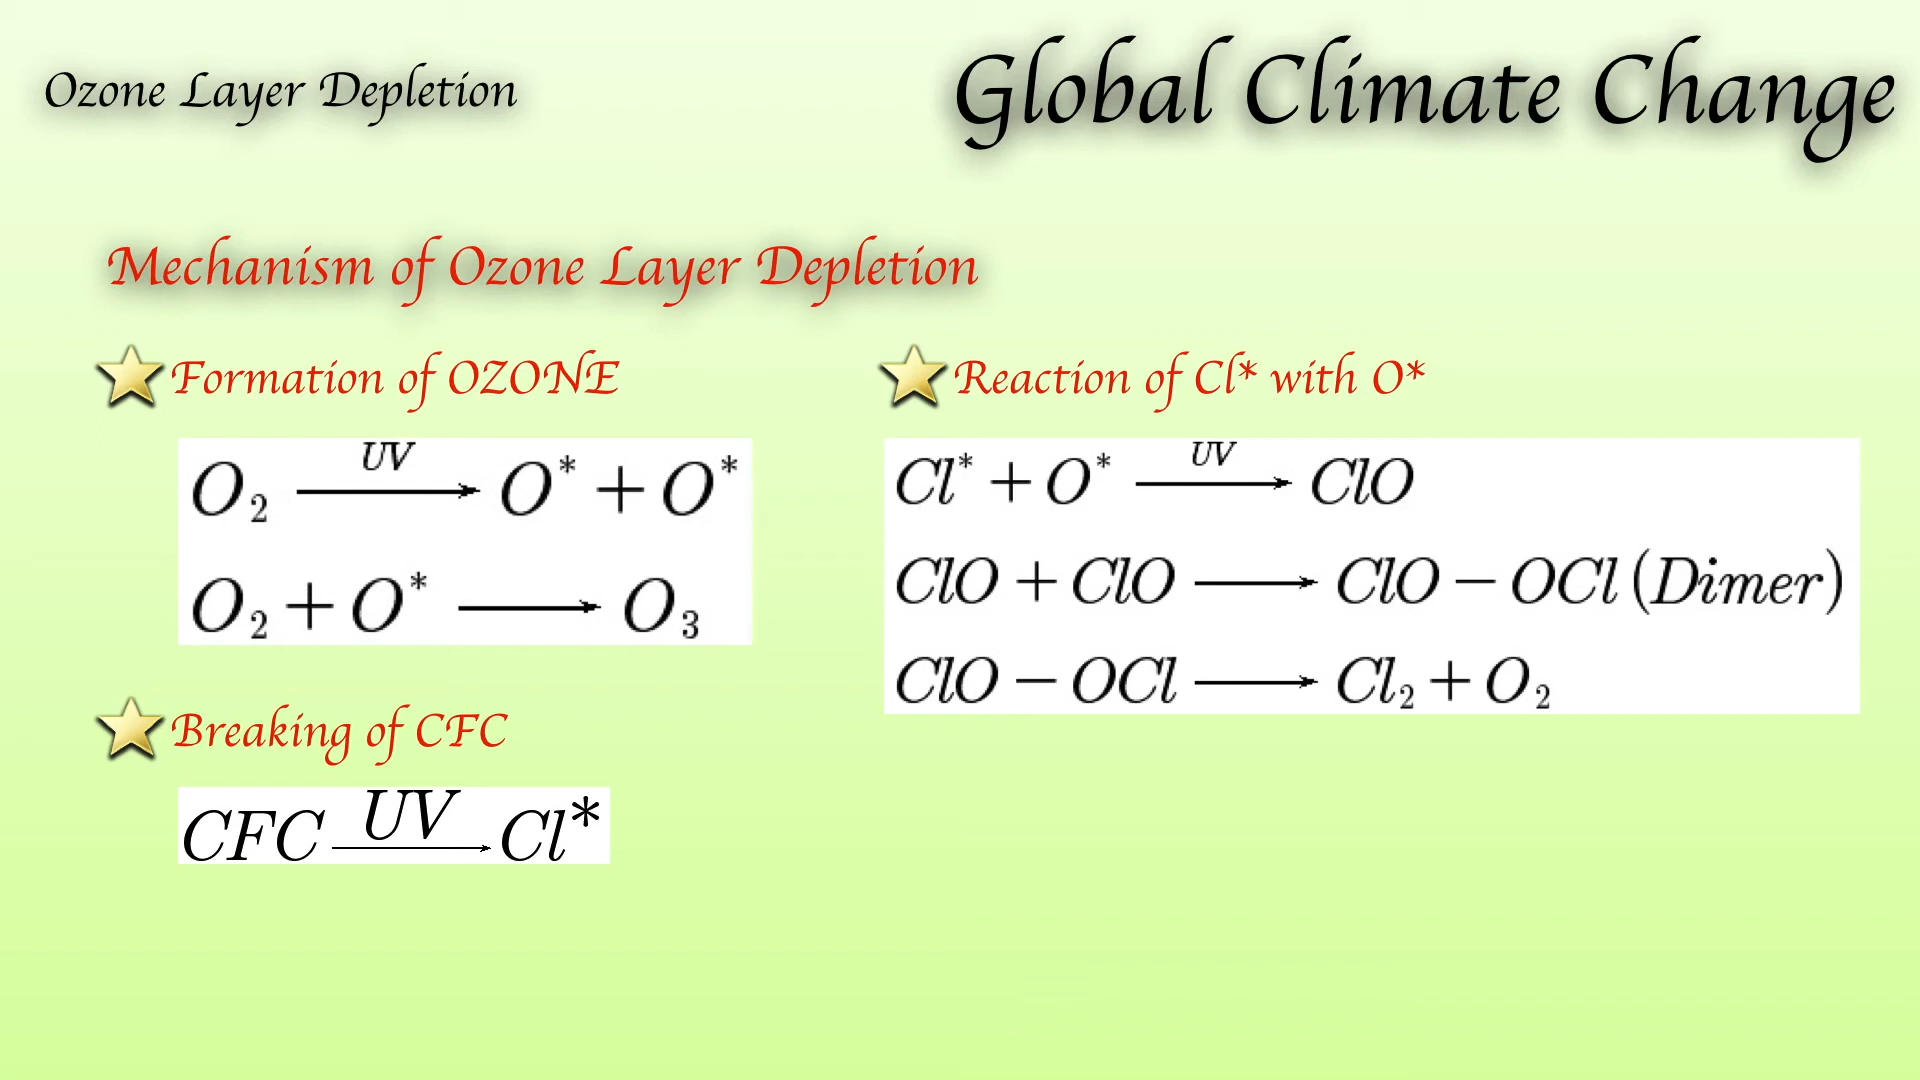 Ozone Layer Depletion
Global Climate Change
Mechanism of Ozone Layer Depletion
Formation of OZONE
O₂ —UV→ O* + O*
O₂ + O* → O₃
Breaking of CFC
CFC —UV→ Cl*
Reaction of Cl* with O*
Cl* + O* —UV→ ClO
ClO + ClO → ClO − OCl (Dimer)
ClO − OCl → Cl₂ + O₂